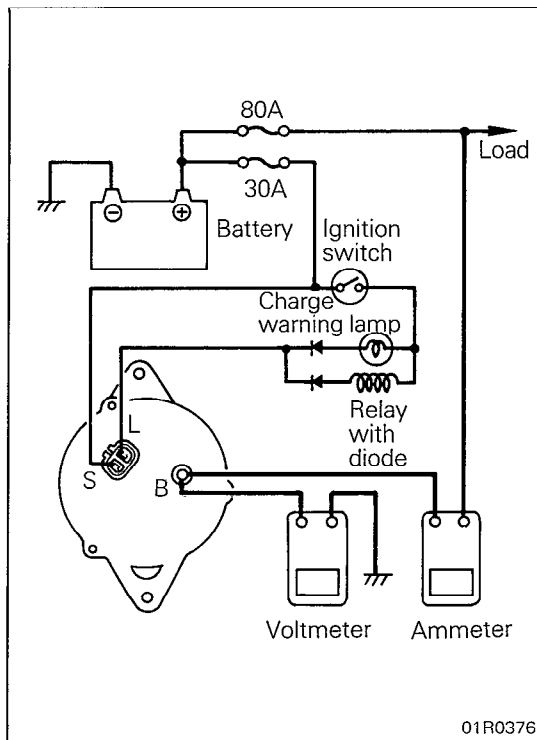 80A
Load
30A
⊖
⊕
Battery
Ignition
switch
Charge
warning lamp
L
Relay
with
diode
S
B
Voltmeter
Ammeter
01R0376